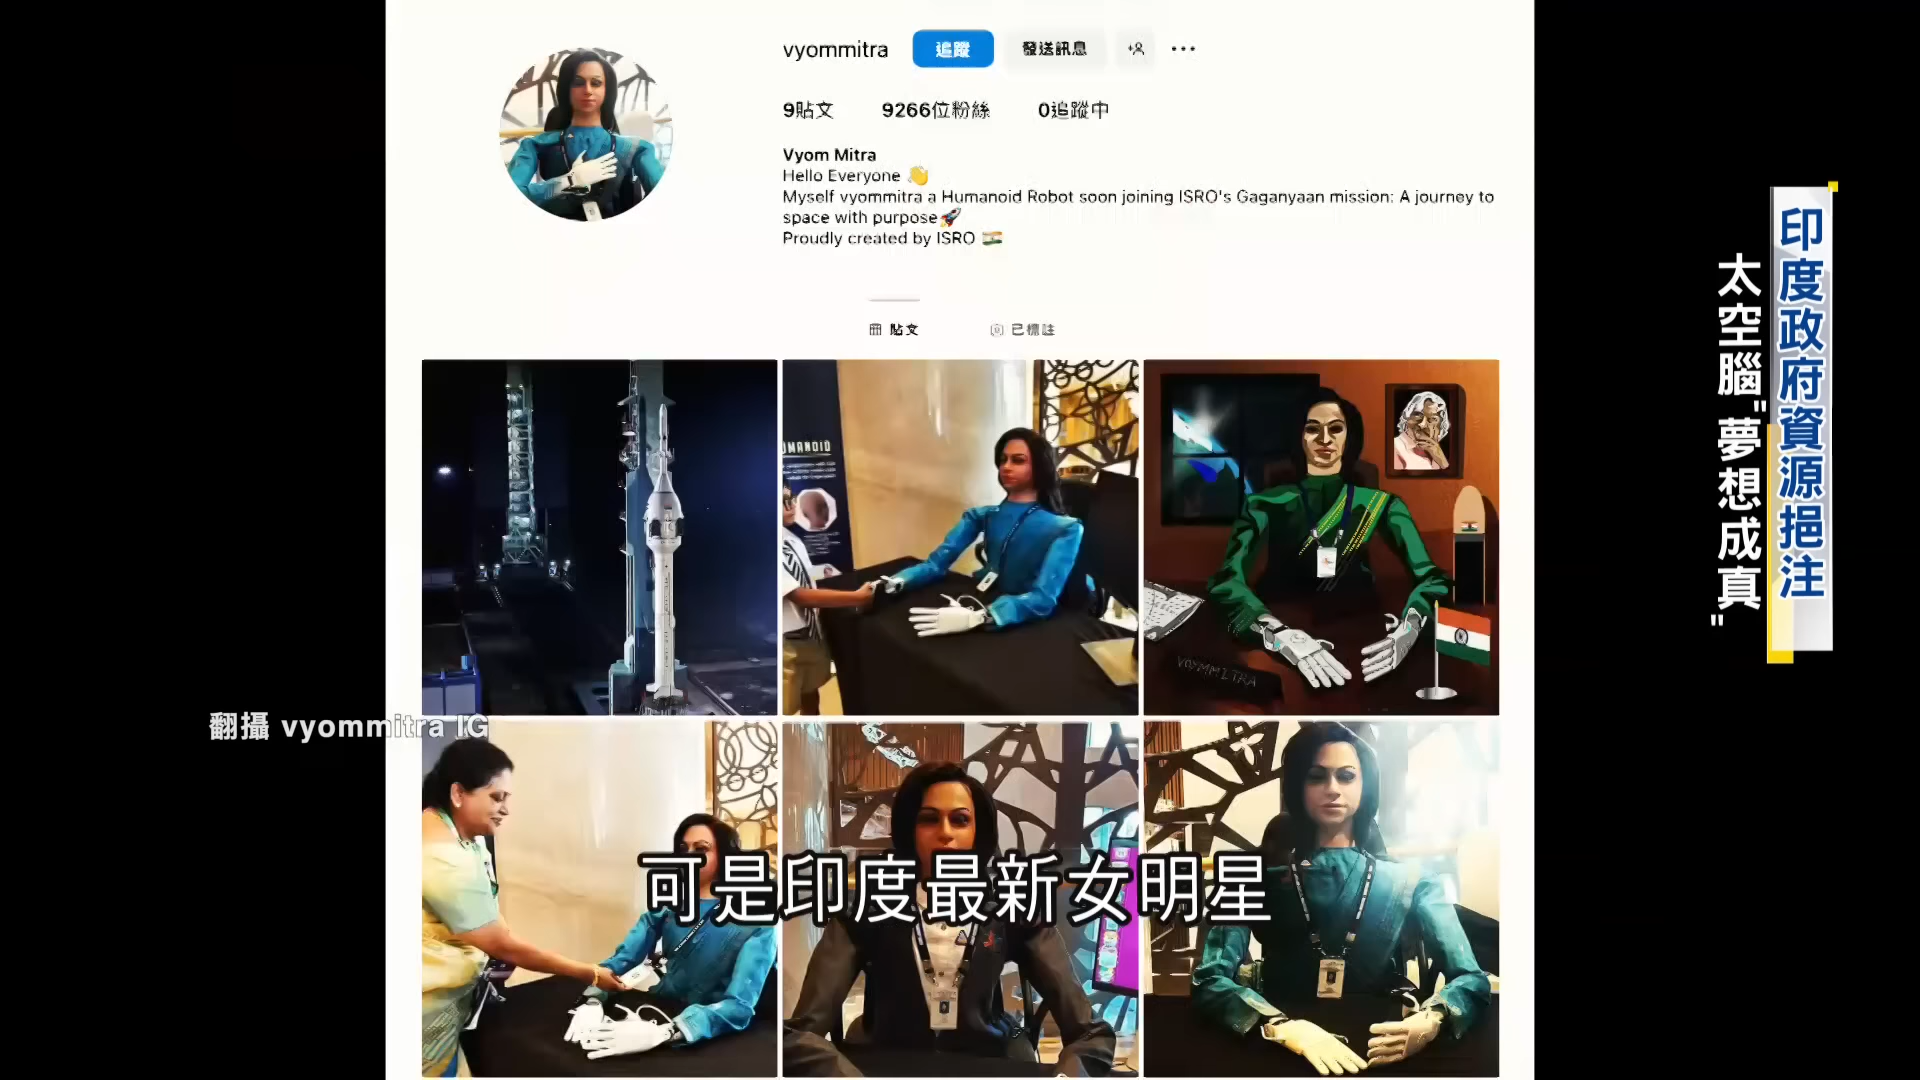 vyommitra
追蹤
發送訊息
9貼文
9266位粉絲
0追蹤中
Vyom Mitra
Hello Everyone 👋
Myself vyommitra a Humanoid Robot soon joining ISRO's Gaganyaan mission: A journey to
space with purpose🚀
Proudly created by ISRO 🇮🇳
貼文
已標註
VYOMMITRA
翻攝 vyommitra IG
可是印度最新女明星
印度政府資源挹注
太空腦"夢想成真"